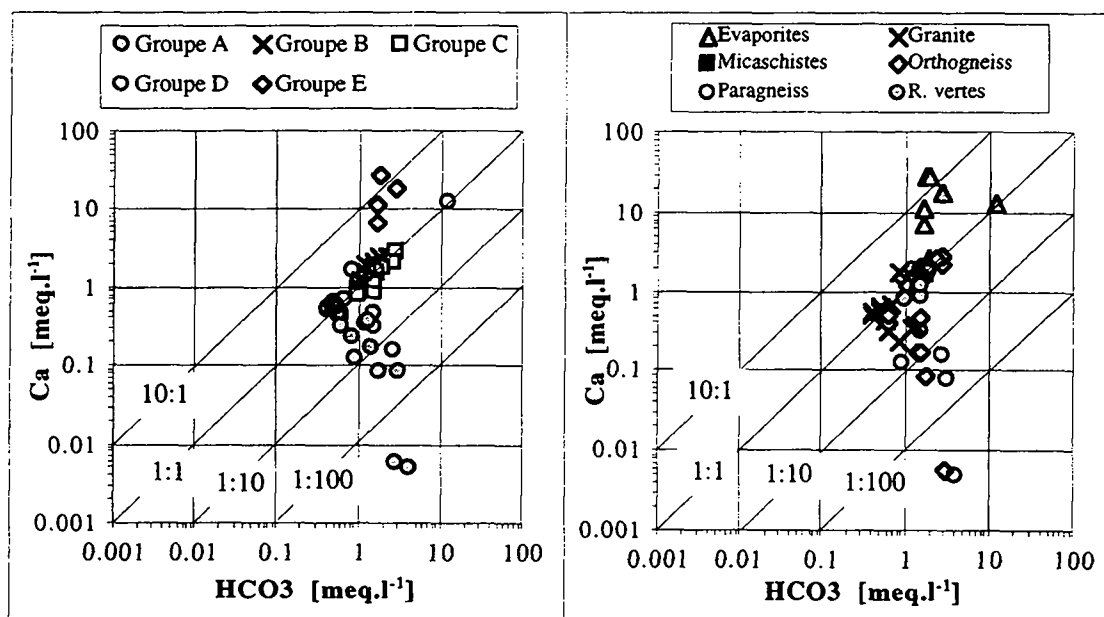 Groupe A Groupe B Groupe C
Groupe D Groupe E
100
10
1
0.1
0.01
0.001
Ca [meq.l-1]
10:1
1:1 1:10 1:100
0.001 0.01 0.1 1 10 100
HCO3 [meq.l-1]
Evaporites Granite
Micaschistes Orthogneiss
Paragneiss R. vertes
100
10
1
0.1
0.01
0.001
Ca [meq.l-1]
10:1
1:1 1:10 1:100
0.001 0.01 0.1 1 10 100
HCO3 [meq.l-1]